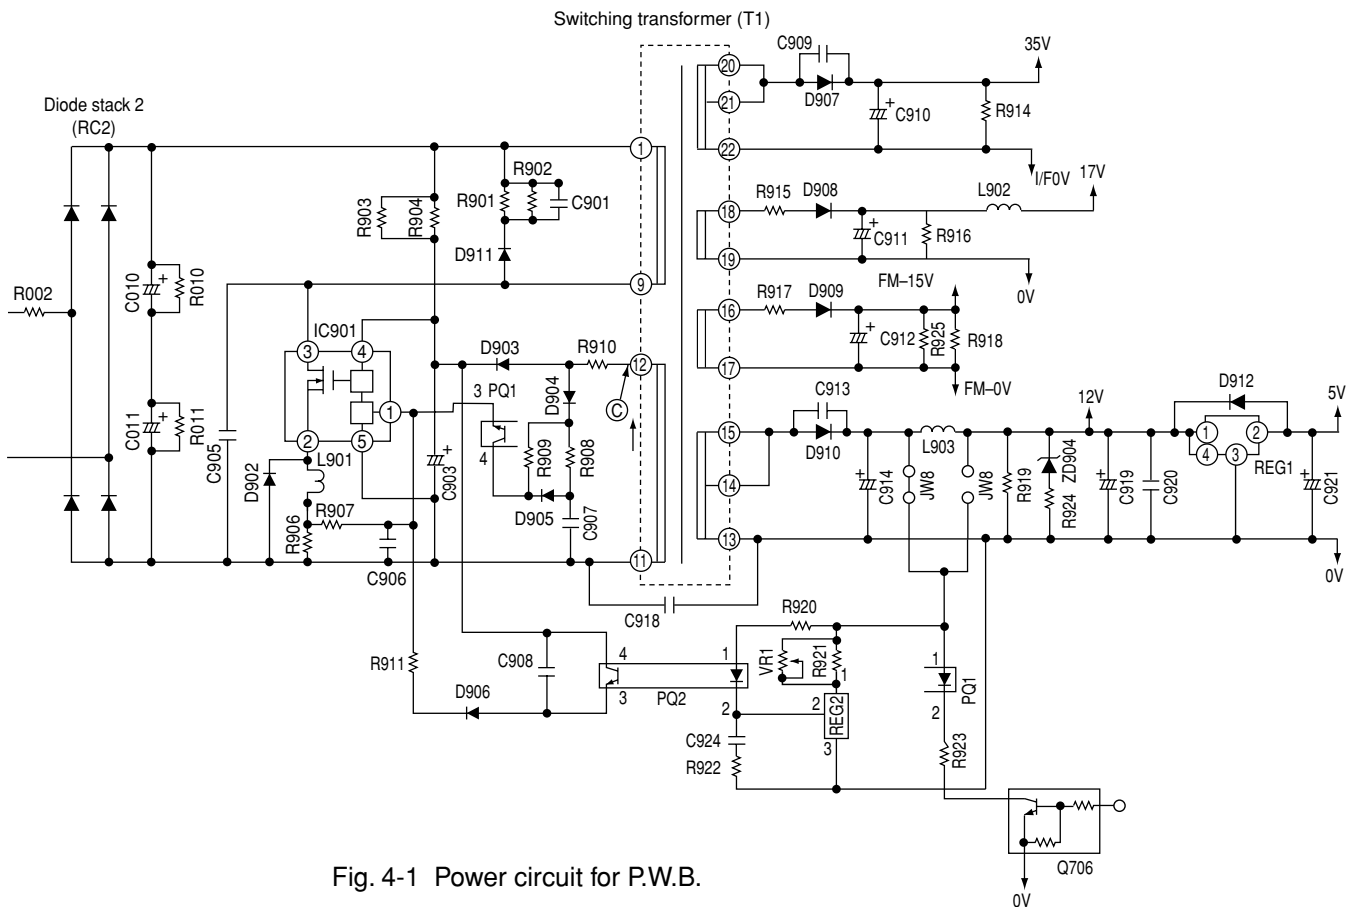 Switching transformer (T1)
C909
35V
20
D907
21
C910
R914
22
I/F0V
Diode stack 2
(RC2)
1
R902
R901
C901
R903
R904
D911
9
17V
R915
D908
L902
18
C911
R916
19
0V
FM–15V
R917
D909
16
C912
R925
R918
17
FM–0V
R002
C010
R010
C011
R011
IC901
3
4
1
2
5
C905
D902
L901
R907
R906
C906
C903
D903
R910
12
C
3 PQ1
4
D904
R909
R908
D905
C907
11
C913
15
D910
L903
14
13
C914
JW8
JW8
R919
ZD904
R924
12V
C919
C920
D912
5V
1
2
4
3
REG1
C921
0V
C918
R911
C908
D906
4
3
PQ2
1
2
R920
VR1
R921
1
2
REG2
3
C924
R922
1
PQ1
2
R923
Q706
0V
Fig. 4-1 Power circuit for P.W.B.